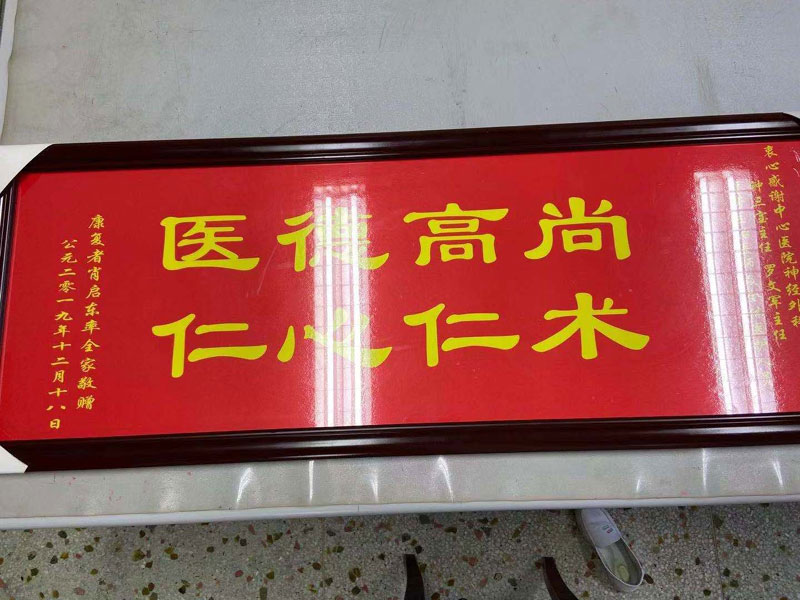 衷心感谢中心医院神经外科
主任 罗文军主任
医德高尚
仁心仁术
康复者肖启东率全家敬赠
公元二零一九年十二月十八日